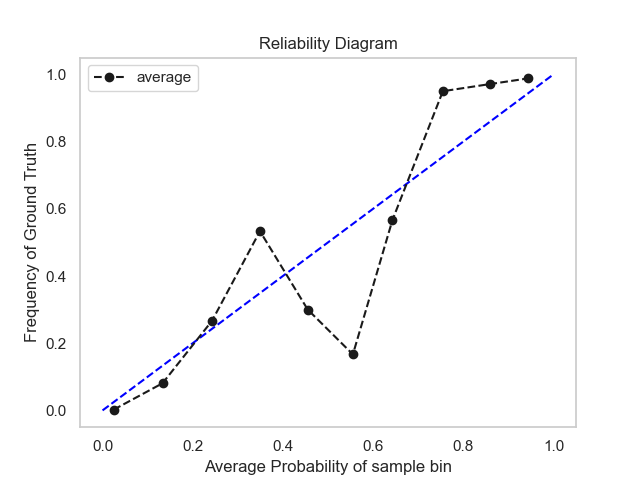 Reliability Diagram
average
Frequency of Ground Truth
1.0
0.8
0.6
0.4
0.2
0.0
0.0 0.2 0.4 0.6 0.8 1.0
Average Probability of sample bin